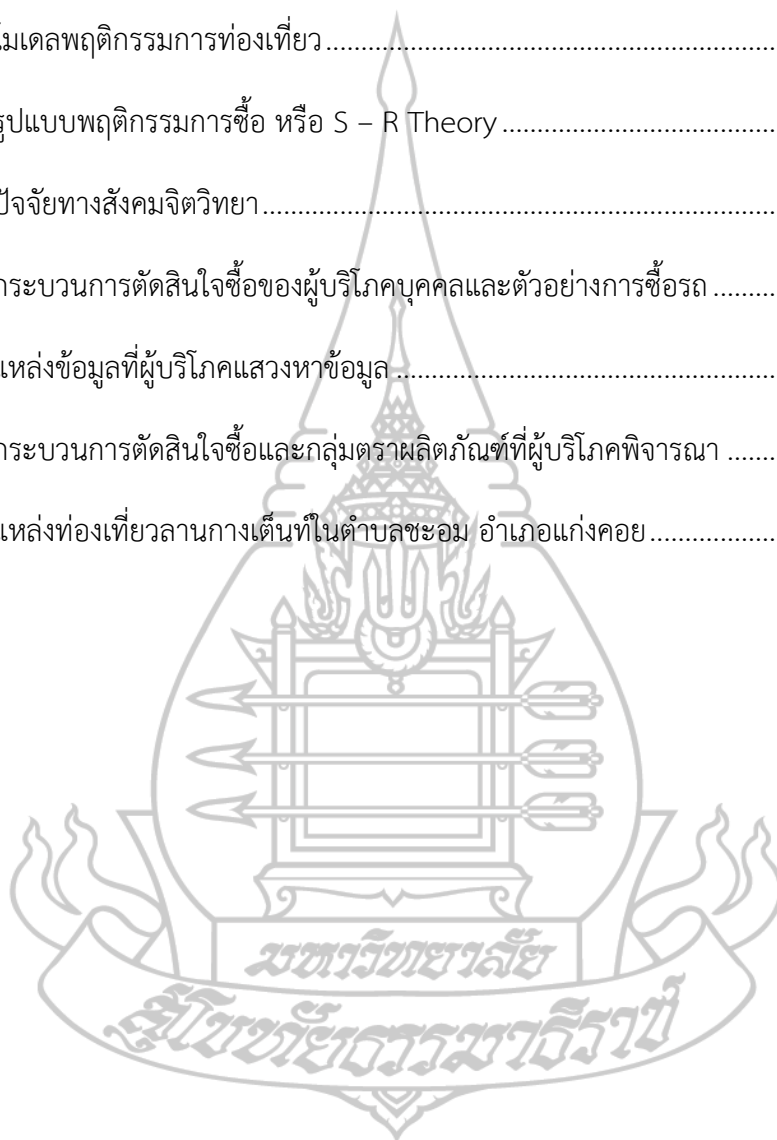 โมเดลพฤติกรรมการท่องเที่ยว
รูปแบบพฤติกรรมการซื้อ หรือ S – R Theory
ปัจจัยทางสังคมจิตวิทยา
กระบวนการตัดสินใจซื้อของผู้บริโภคบุคคลและตัวอย่างการซื้อรถ
แหล่งข้อมูลที่ผู้บริโภคแสวงหาข้อมูล
กระบวนการตัดสินใจซื้อและกลุ่มตราผลิตภัณฑ์ที่ผู้บริโภคพิจารณา
แหล่งท่องเที่ยวลานกางเต็นท์ในตำบลชะอม อำเภอแก่งคอย
มหาวิทยาลัย
สุโขทัยธรรมาธิราช